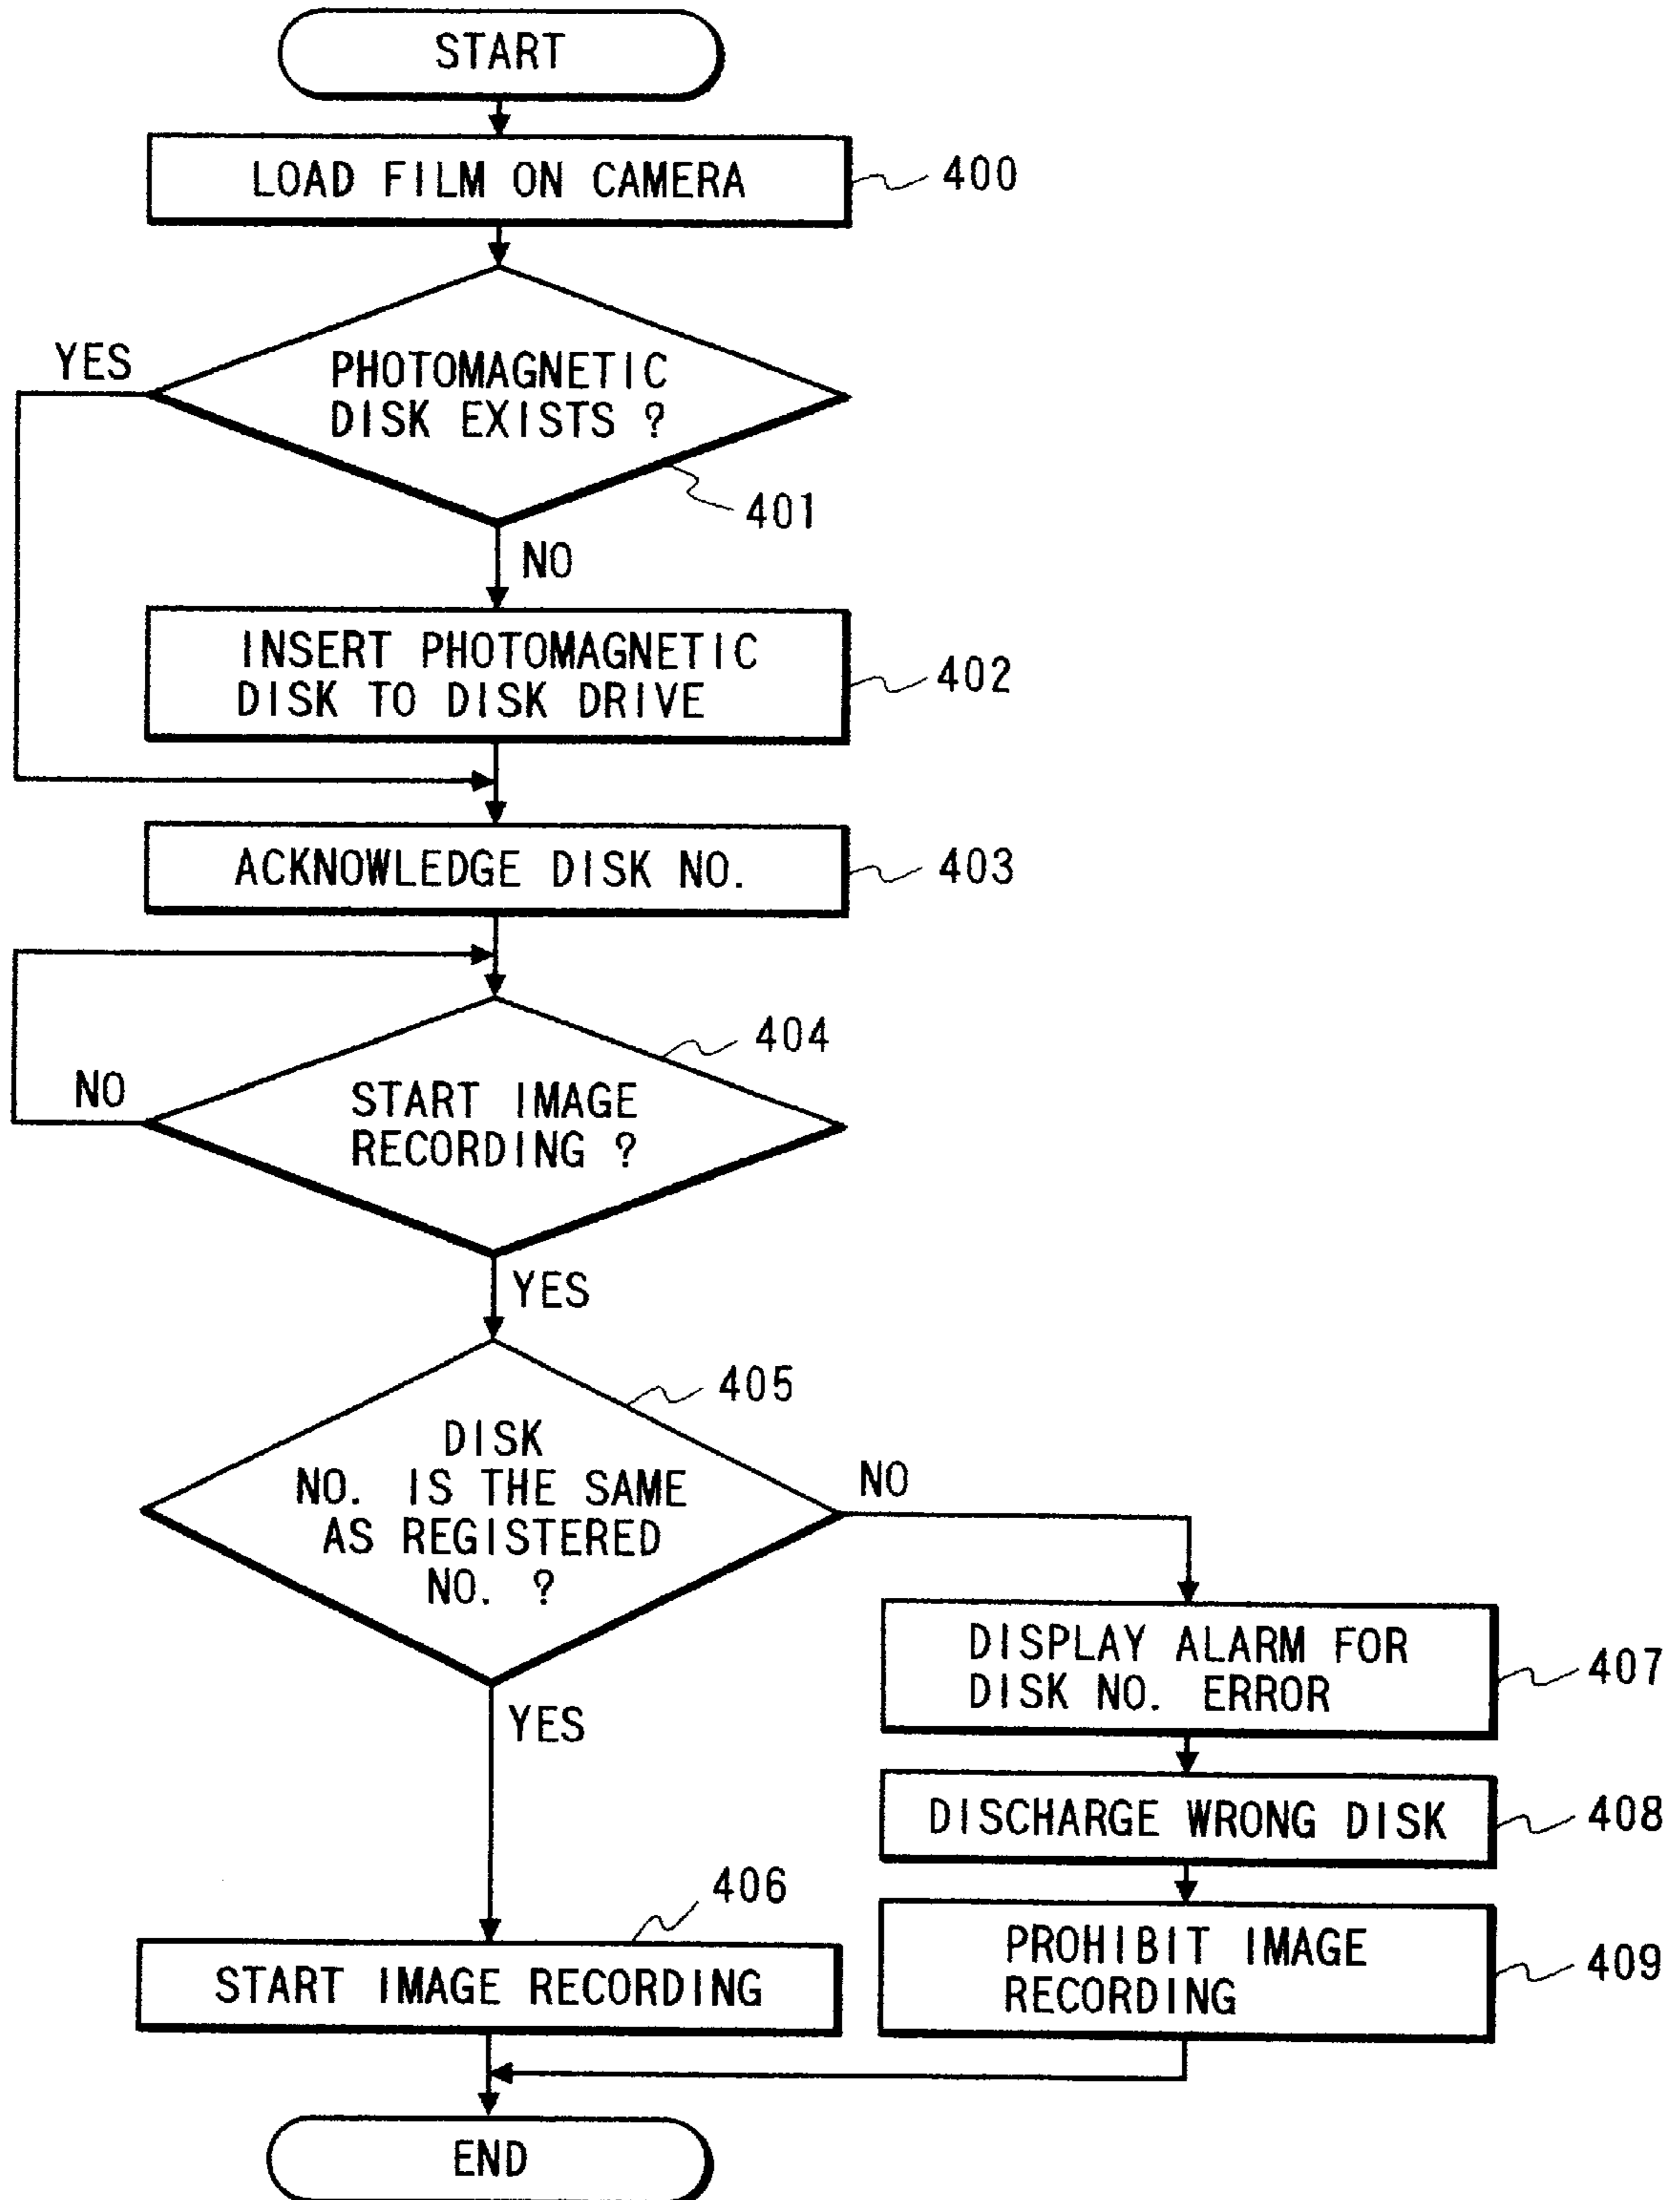 START
LOAD FILM ON CAMERA
400
YES
PHOTOMAGNETIC
DISK EXISTS ?
401
NO
INSERT PHOTOMAGNETIC
DISK TO DISK DRIVE
402
ACKNOWLEDGE DISK NO.
403
404
NO
START IMAGE
RECORDING ?
YES
405
DISK
NO. IS THE SAME
AS REGISTERED
NO. ?
NO
YES
DISPLAY ALARM FOR
DISK NO. ERROR
407
DISCHARGE WRONG DISK
408
406
START IMAGE RECORDING
PROHIBIT IMAGE
RECORDING
409
END